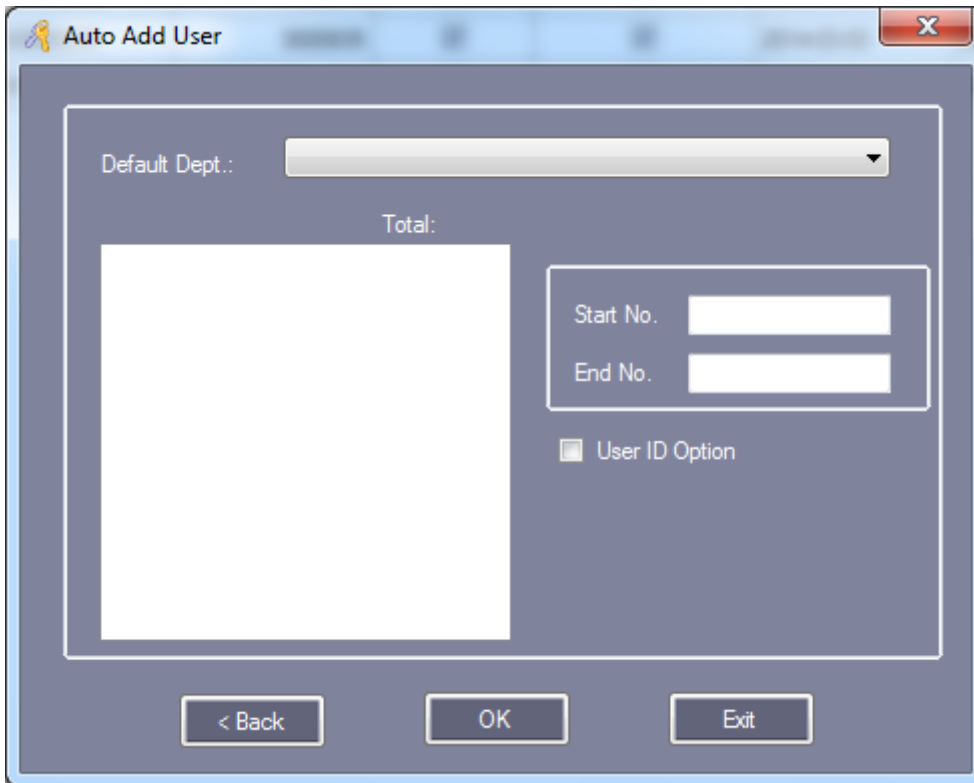 Auto Add User
Default Dept.:
Total:
Start No.
End No.
User ID Option
< Back OK Exit